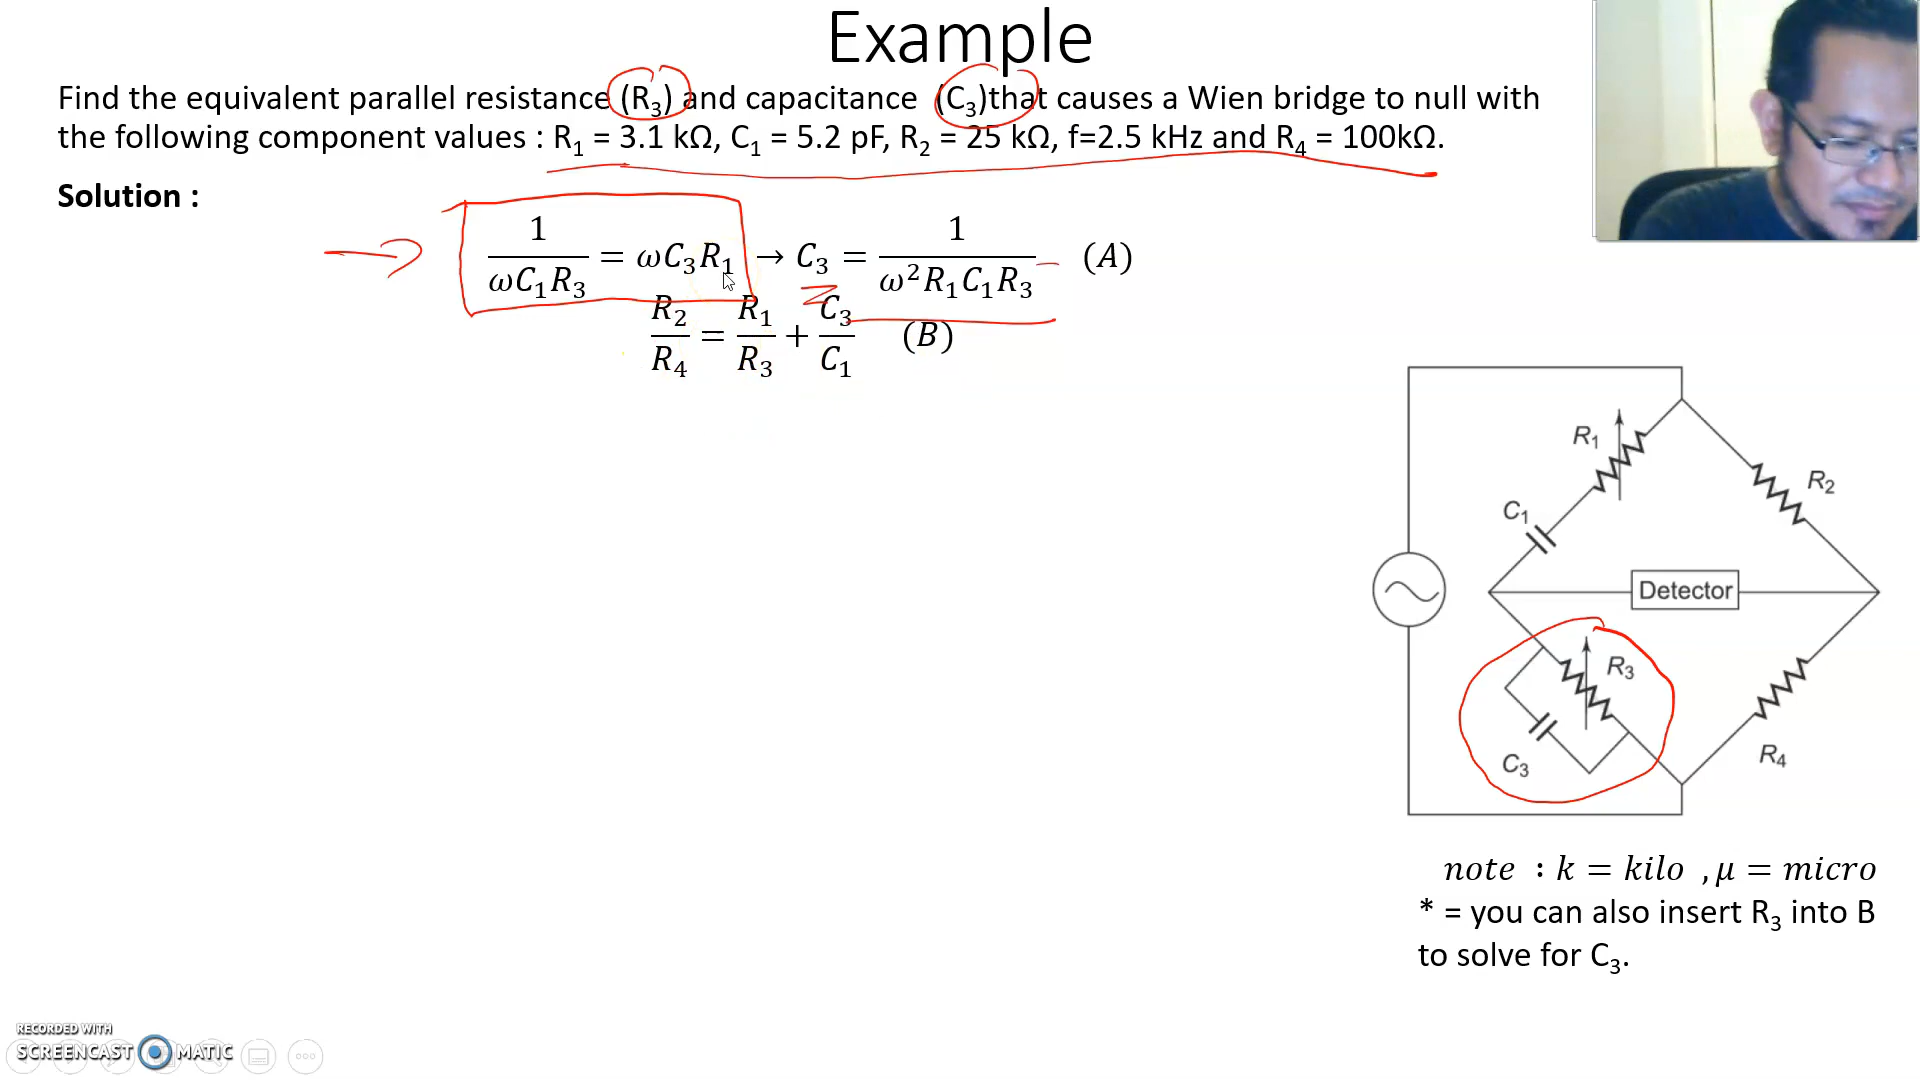 Example
Find the equivalent parallel resistance (R₃) and capacitance (C₃)that causes a Wien bridge to null with
the following component values : R₁ = 3.1 kΩ, C₁ = 5.2 pF, R₂ = 25 kΩ, f=2.5 kHz and R₄ = 100kΩ.
Solution :
1/(ωC₁R₃) = ωC₃R₁ → C₃ = 1/(ω²R₁C₁R₃) (A)
R₂/R₄ = R₁/R₃ + C₃/C₁ (B)
R₁
R₂
C₁
Detector
R₃
C₃
R₄
note : k = kilo , μ = micro
* = you can also insert R₃ into B
to solve for C₃.
RECORDED WITH
SCREENCAST MATIC